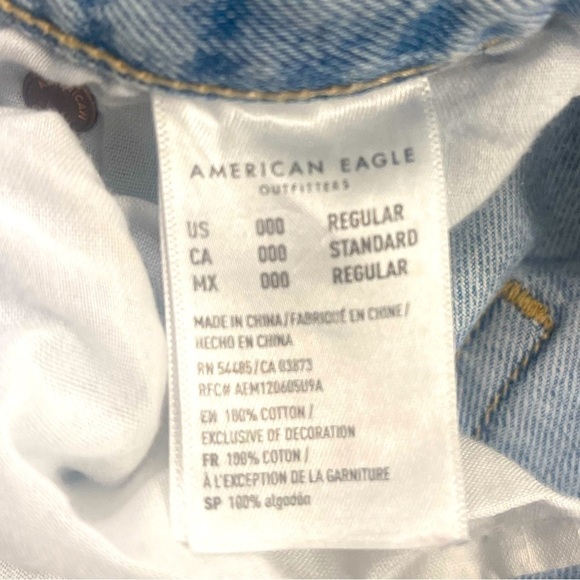 AMERICAN EAGLE
OUTFITTERS
US 000 REGULAR
CA 000 STANDARD
MX 000 REGULAR
MADE IN CHINA/FABRIQUÉ EN CHINE/
HECHO EN CHINA
RN 54485/CA 03873
RFC# AEM120605U9A
EN 100% COTTON/
EXCLUSIVE OF DECORATION
FR 100% COTON/
À L'EXCEPTION DE LA GARNITURE
SP 100% algodón